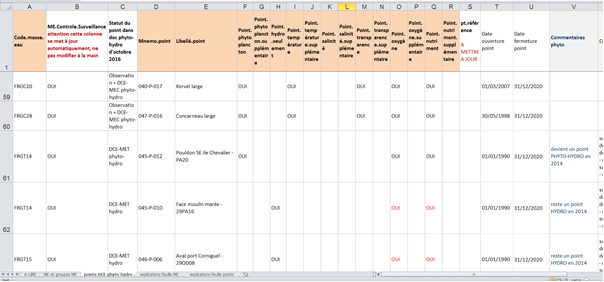 A B C D E F G H I J K L M N O P Q R S T U V
1
Code.masse.eau
ME.Controle.Surveillance
attention cette colonne se met à jour automatiquement, ne pas modifier à la main
Statut du point dans doc phyto-hydro d'octobre 2016
Mnemo.point
Libellé.point
Point.phytoplancton
Point.phytoplancton.supplémentaire
Point.hydro.seulement
Point.température
Point.température.supplémentaire
Point.salinité
Point.salinité.supplémentaire
Point.transparence
Point.transparence.supplémentaire
Point.oxygène
Point.oxygène.supplémentaire
Point.nutriment
Point.nutriment.supplémentaire
pt.référence
A METTRE A JOUR
Date ouverture point
Date fermeture point
Commentaires phyto
59 FRGC20 OUI Observation + DCE-MEC phyto-hydro 040-P-017 Kervel large OUI OUI OUI OUI OUI OUI 01/03/2007 31/12/2020
60 FRGC28 OUI Observation + DCE-MEC phyto-hydro 047-P-016 Concarneau large OUI OUI OUI OUI OUI OUI 30/05/1998 31/12/2020
61 FRGT14 OUI DCE-MET phyto-hydro 045-P-012 Pouldon SE Ile Chevalier - PA20 OUI OUI OUI 01/01/1990 31/12/2020 devient un point PHYTO-HYDRO en 2014
62 FRGT14 OUI DCE-MET hydro 045-P-010 Face moulin marée - 29PA16 OUI OUI OUI 01/01/1990 31/12/2020 reste un point HYDRO en 2014
FRGT15 OUI DCE-MET hydro 046-P-006 Aval port Corniguel - 29OD08 OUI OUI OUI 01/01/1990 31/12/2020 reste un point HYDRO en 2014
A LIRE ME et groupes ME points DCE phyto hydro explications feuille ME explications feuille points